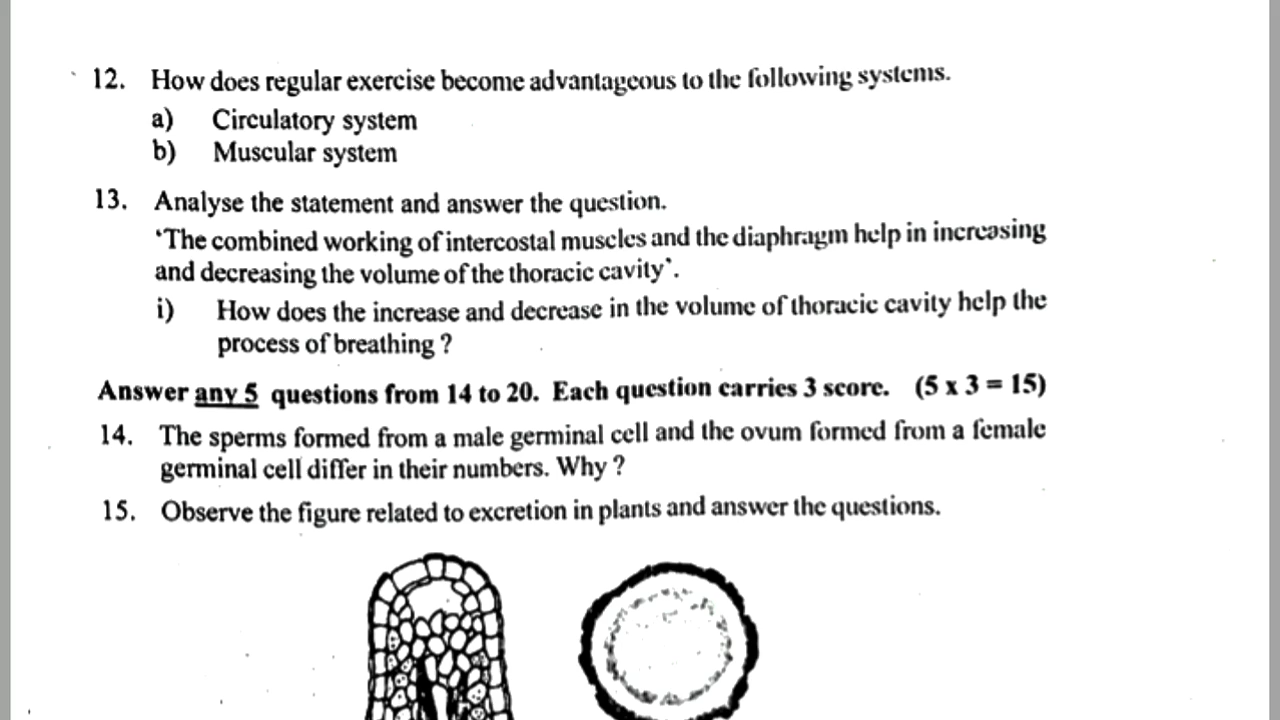 12. How does regular exercise become advantageous to the following systems.
a) Circulatory system
b) Muscular system
13. Analyse the statement and answer the question.
‘The combined working of intercostal muscles and the diaphragm help in increasing
and decreasing the volume of the thoracic cavity’.
i) How does the increase and decrease in the volume of thoracic cavity help the
process of breathing ?
Answer any 5 questions from 14 to 20. Each question carries 3 score. (5 x 3 = 15)
14. The sperms formed from a male germinal cell and the ovum formed from a female
germinal cell differ in their numbers. Why ?
15. Observe the figure related to excretion in plants and answer the questions.